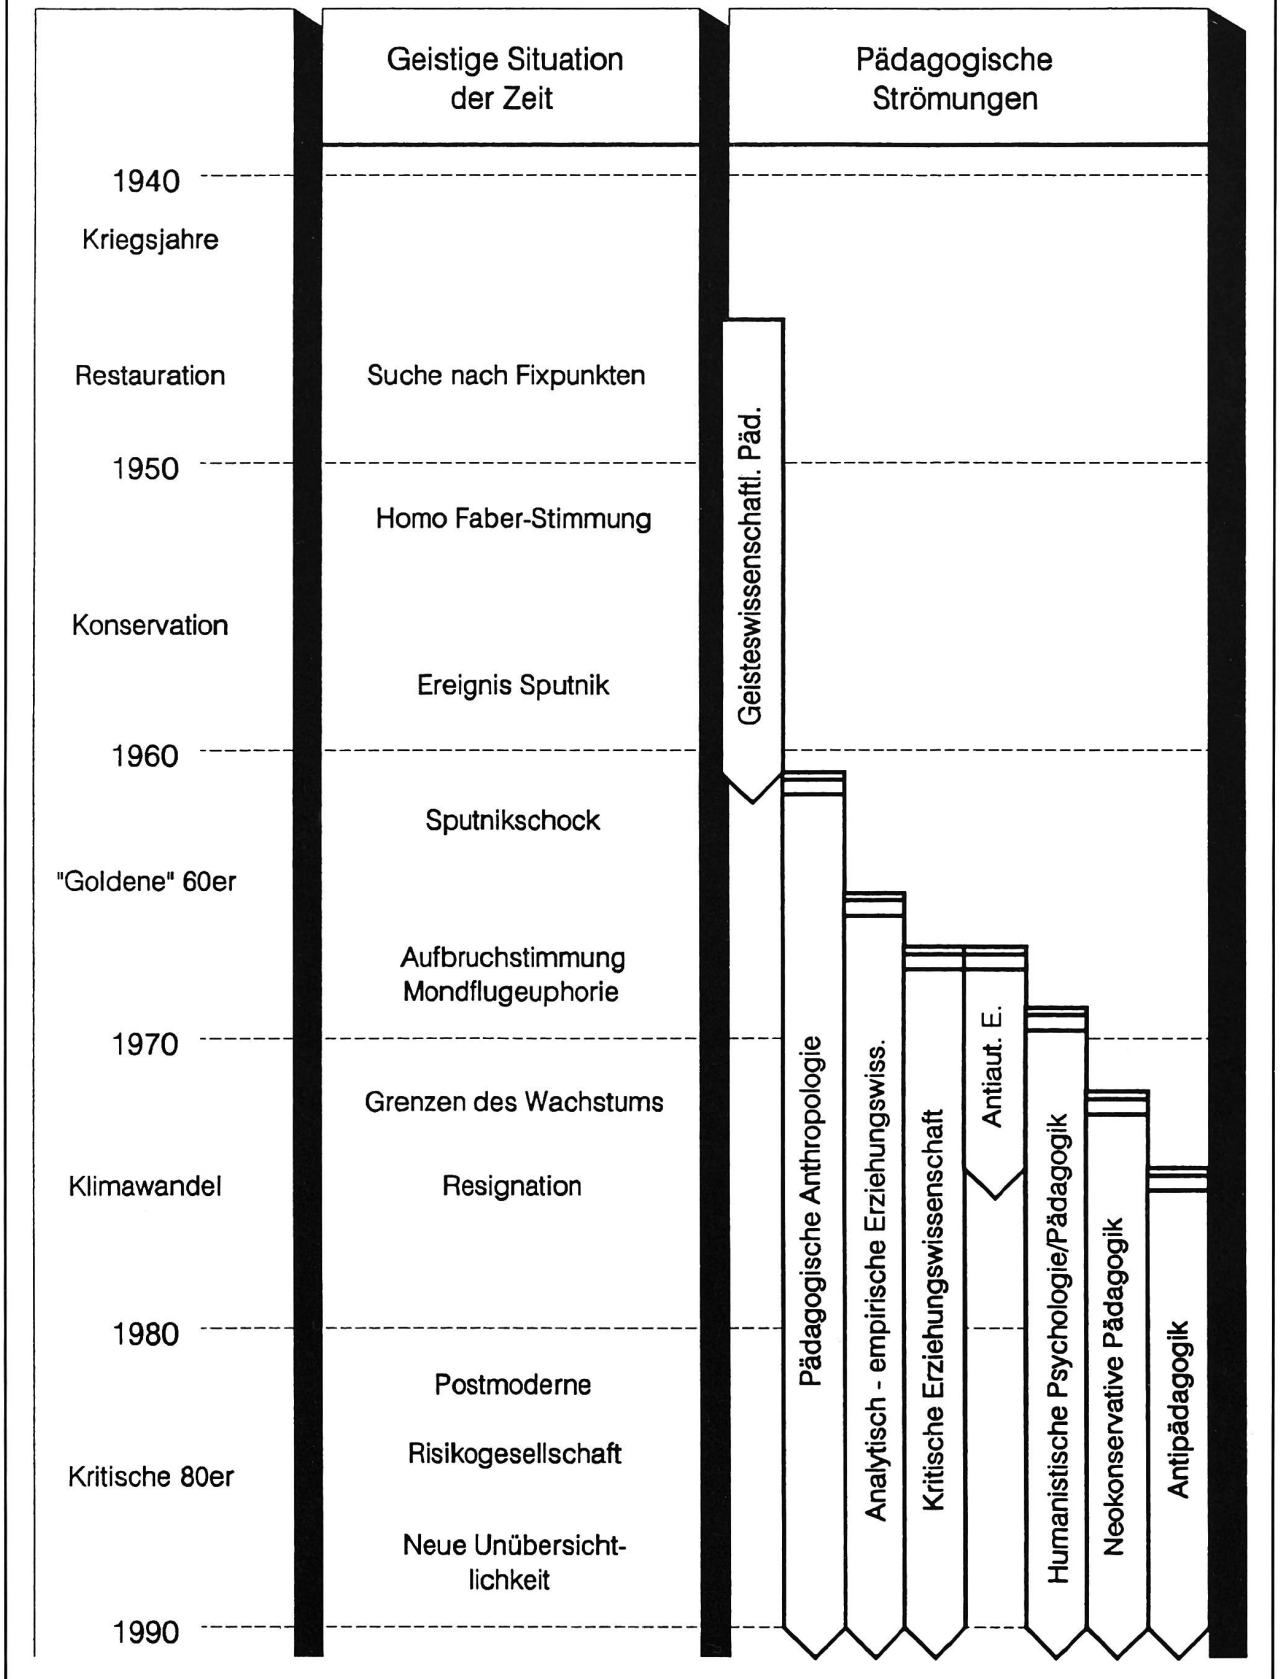 Geistige Situation
der Zeit
Pädagogische
Strömungen
1940
Kriegsjahre
Restauration
Suche nach Fixpunkten
1950
Homo Faber-Stimmung
Konservation
Ereignis Sputnik
1960
Sputnikschock
"Goldene" 60er
Aufbruchstimmung
Mondflugeuphorie
1970
Grenzen des Wachstums
Klimawandel
Resignation
1980
Postmoderne
Risikogesellschaft
Kritische 80er
Neue Unübersicht-
lichkeit
1990
Geisteswissenschaftl. Päd.
Pädagogische Anthropologie
Analytisch - empirische Erziehungswiss.
Kritische Erziehungswissenschaft
Antiaut. E.
Humanistische Psychologie/Pädagogik
Neokonservative Pädagogik
Antipädagogik